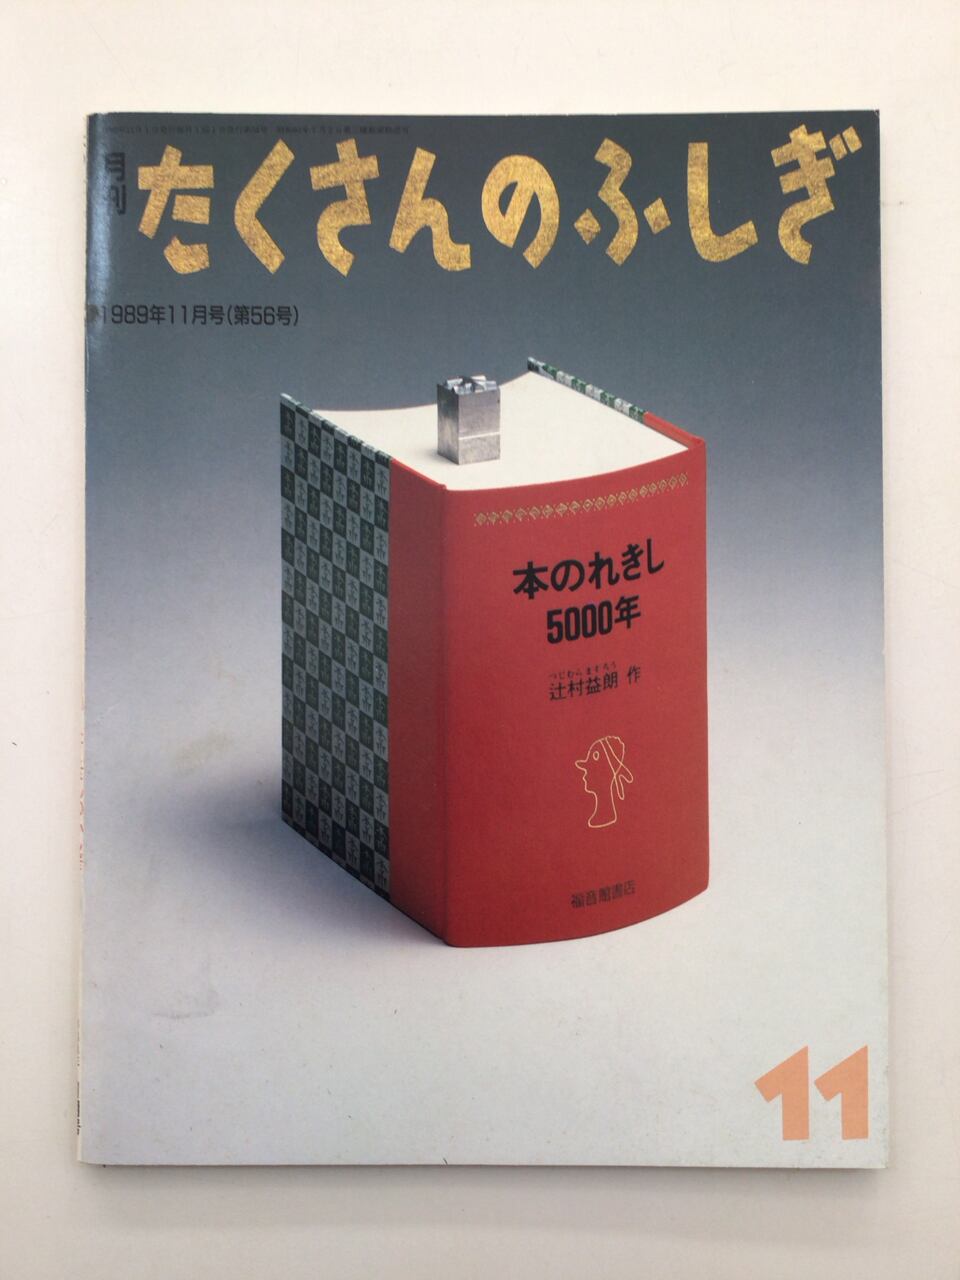 月刊
たくさんのふしぎ
1989年11月号(第56号)
本のれきし
5000年
つじむらますろう
辻村益朗 作
福音館書店
11